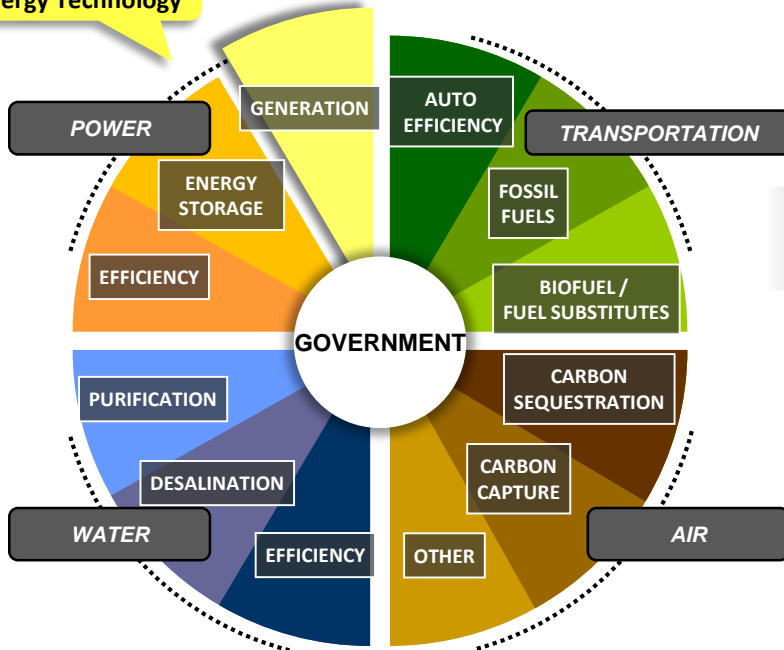 Technology
GENERATION
AUTO
EFFICIENCY
POWER
TRANSPORTATION
ENERGY
STORAGE
FOSSIL
FUELS
EFFICIENCY
BIOFUEL /
FUEL SUBSTITUTES
GOVERNMENT
PURIFICATION
CARBON
SEQUESTRATION
DESALINATION
CARBON
CAPTURE
WATER
AIR
EFFICIENCY
OTHER